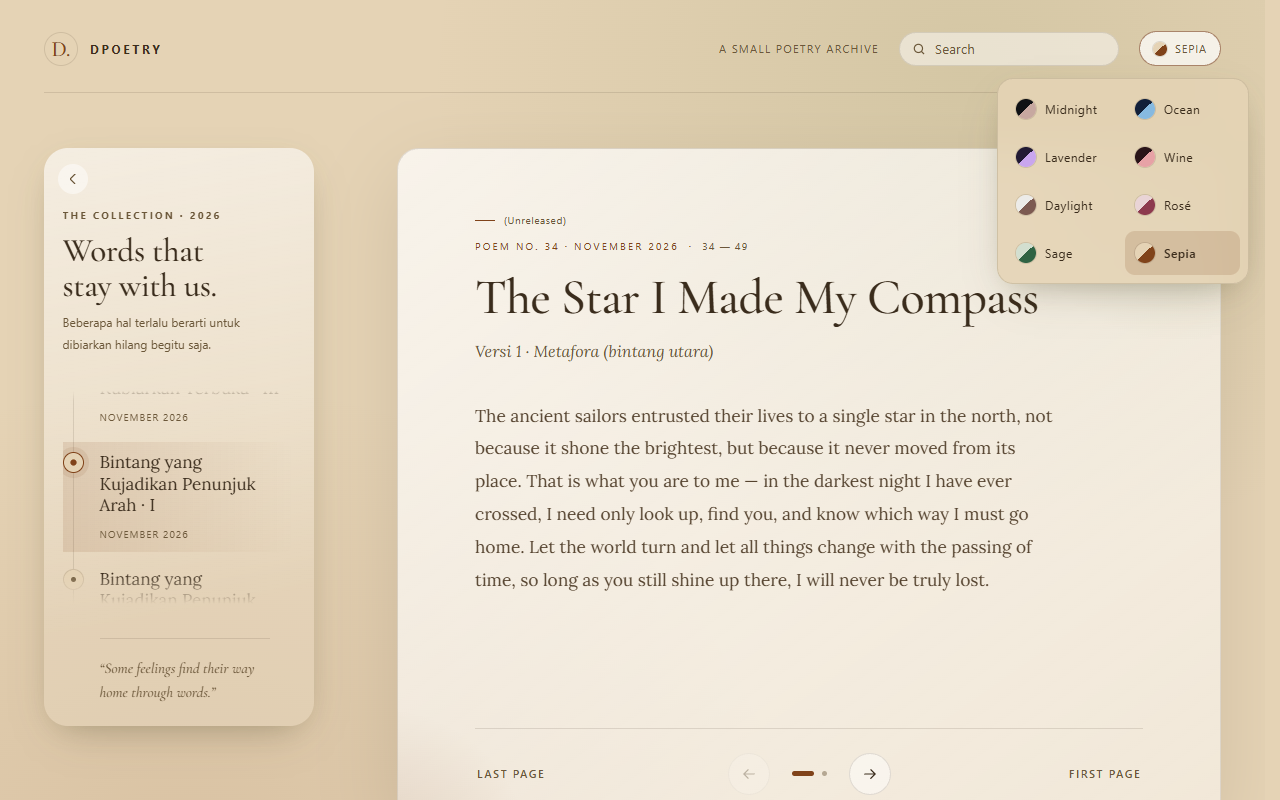 D.
DPOETRY
A SMALL POETRY ARCHIVE
Search
SEPIA
Midnight
Ocean
Lavender
Wine
Daylight
Rosé
Sage
Sepia
THE COLLECTION · 2026
Words that
stay with us.
Beberapa hal terlalu berarti untuk
dibiarkan hilang begitu saja.
NOVEMBER 2026
Bintang yang
Kujadikan Penunjuk
Arah · I
NOVEMBER 2026
Bintang yang
Kujadikan Penunjuk
“Some feelings find their way
home through words.”
(Unreleased)
POEM NO. 34 · NOVEMBER 2026 · 34 — 49
The Star I Made My Compass
Versi 1 · Metafora (bintang utara)
The ancient sailors entrusted their lives to a single star in the north, not
because it shone the brightest, but because it never moved from its
place. That is what you are to me — in the darkest night I have ever
crossed, I need only look up, find you, and know which way I must go
home. Let the world turn and let all things change with the passing of
time, so long as you still shine up there, I will never be truly lost.
LAST PAGE
FIRST PAGE